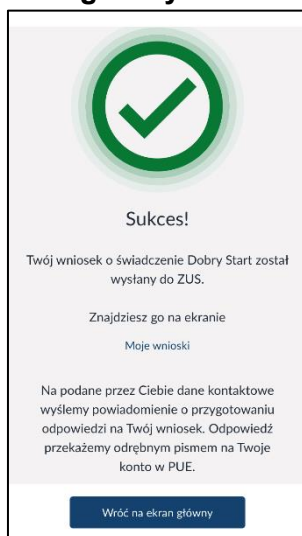 Sukces!
Twój wniosek o świadczenie Dobry Start został
wysłany do ZUS.
Znajdziesz go na ekranie
Moje wnioski
Na podane przez Ciebie dane kontaktowe
wyślemy powiadomienie o przygotowaniu
odpowiedzi na Twój wniosek. Odpowiedź
przekażemy odrębnym pismem na Twoje
konto w PUE.
Wróć na ekran główny